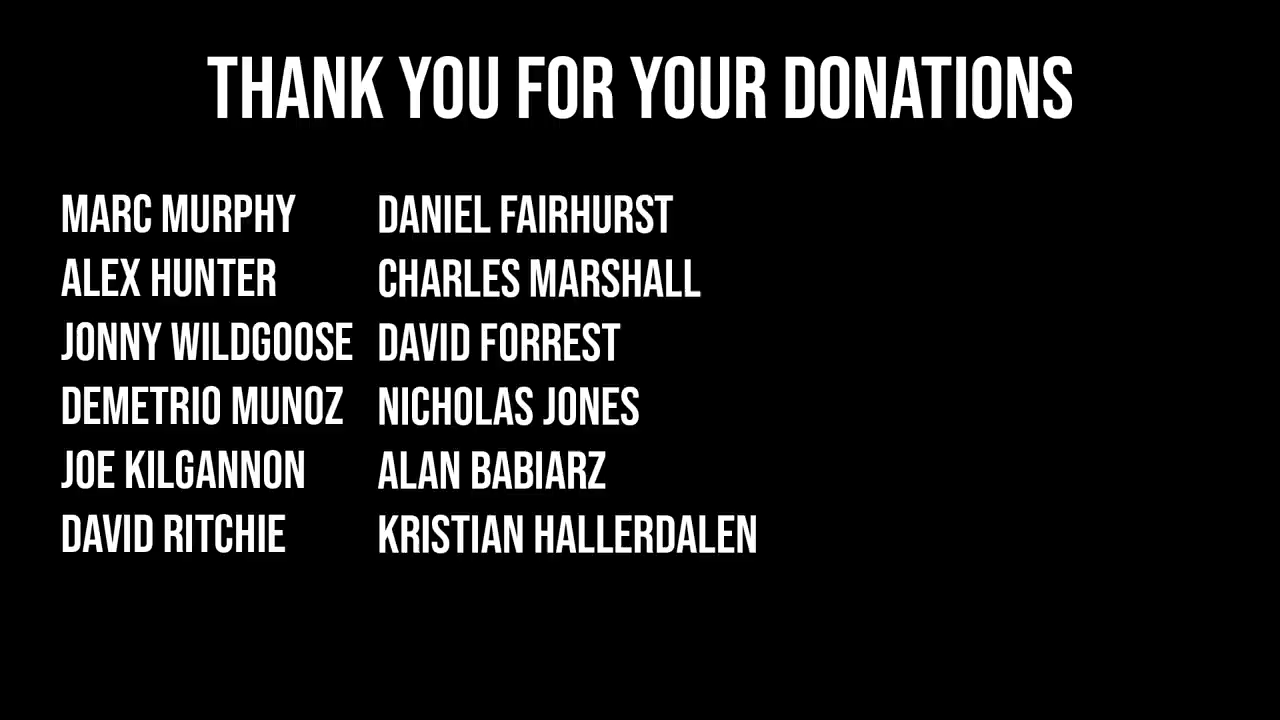 THANK YOU FOR YOUR DONATIONS
MARC MURPHY
ALEX HUNTER
JONNY WILDGOOSE
DEMETRIO MUNOZ
JOE KILGANNON
DAVID RITCHIE
DANIEL FAIRHURST
CHARLES MARSHALL
DAVID FORREST
NICHOLAS JONES
ALAN BABIARZ
KRISTIAN HALLERDALEN